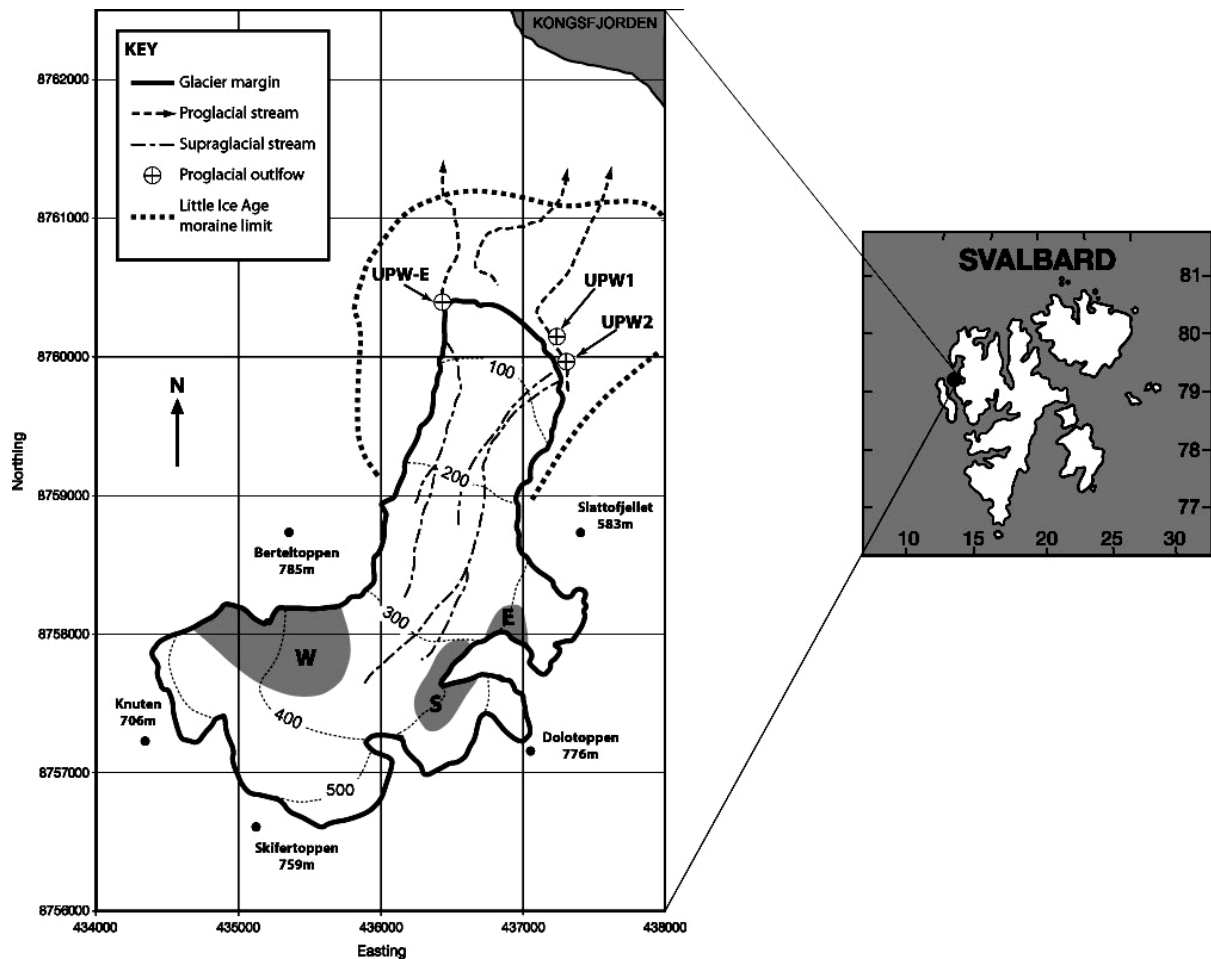 KONGSFJORDEN
KEY
Glacier margin
Proglacial stream
Supraglacial stream
Proglacial outlfow
Little Ice Age
moraine limit
8762000
8761000
8760000
8759000
8758000
8757000
8756000
Northing
434000
435000
436000
437000
438000
Easting
N
UPW-E
UPW1
UPW2
100
200
300
400
500
Slattofjellet
583m
Berteltoppen
785m
W
E
S
Knuten
706m
Dolotoppen
776m
Skifertoppen
759m
SVALBARD
81
80
79
78
77
10
15
20
25
30